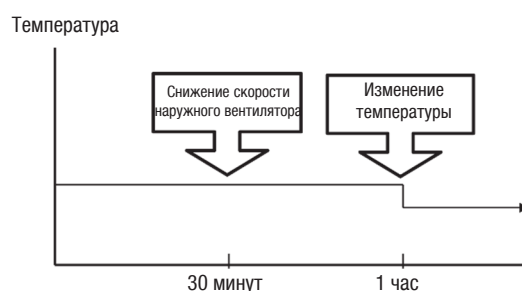 Температура
Снижение скорости
наружного вентилятора
Изменение
температуры
30 минут
1 час